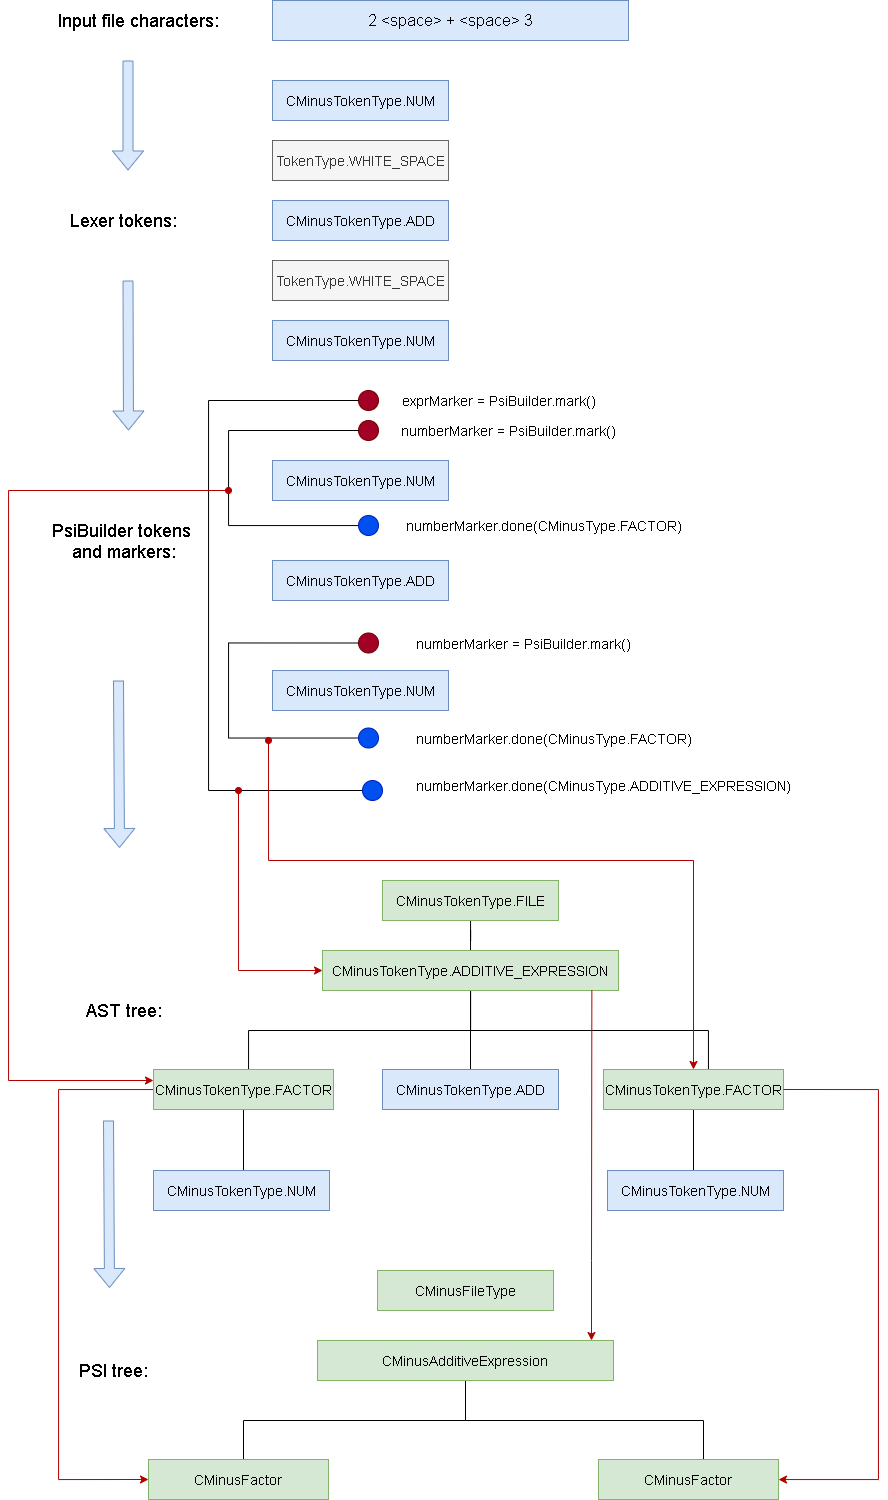 Input file characters:
2 <space> + <space> 3
CMinusTokenType.NUM
TokenType.WHITE_SPACE
Lexer tokens:
CMinusTokenType.ADD
TokenType.WHITE_SPACE
CMinusTokenType.NUM
exprMarker = PsiBuilder.mark()
numberMarker = PsiBuilder.mark()
CMinusTokenType.NUM
PsiBuilder tokens
and markers:
numberMarker.done(CMinusType.FACTOR)
CMinusTokenType.ADD
numberMarker = PsiBuilder.mark()
CMinusTokenType.NUM
numberMarker.done(CMinusType.FACTOR)
numberMarker.done(CMinusType.ADDITIVE_EXPRESSION)
CMinusTokenType.FILE
CMinusTokenType.ADDITIVE_EXPRESSION
AST tree:
CMinusTokenType.FACTOR
CMinusTokenType.ADD
CMinusTokenType.FACTOR
CMinusTokenType.NUM
CMinusTokenType.NUM
CMinusFileType
CMinusAdditiveExpression
PSI tree:
CMinusFactor
CMinusFactor